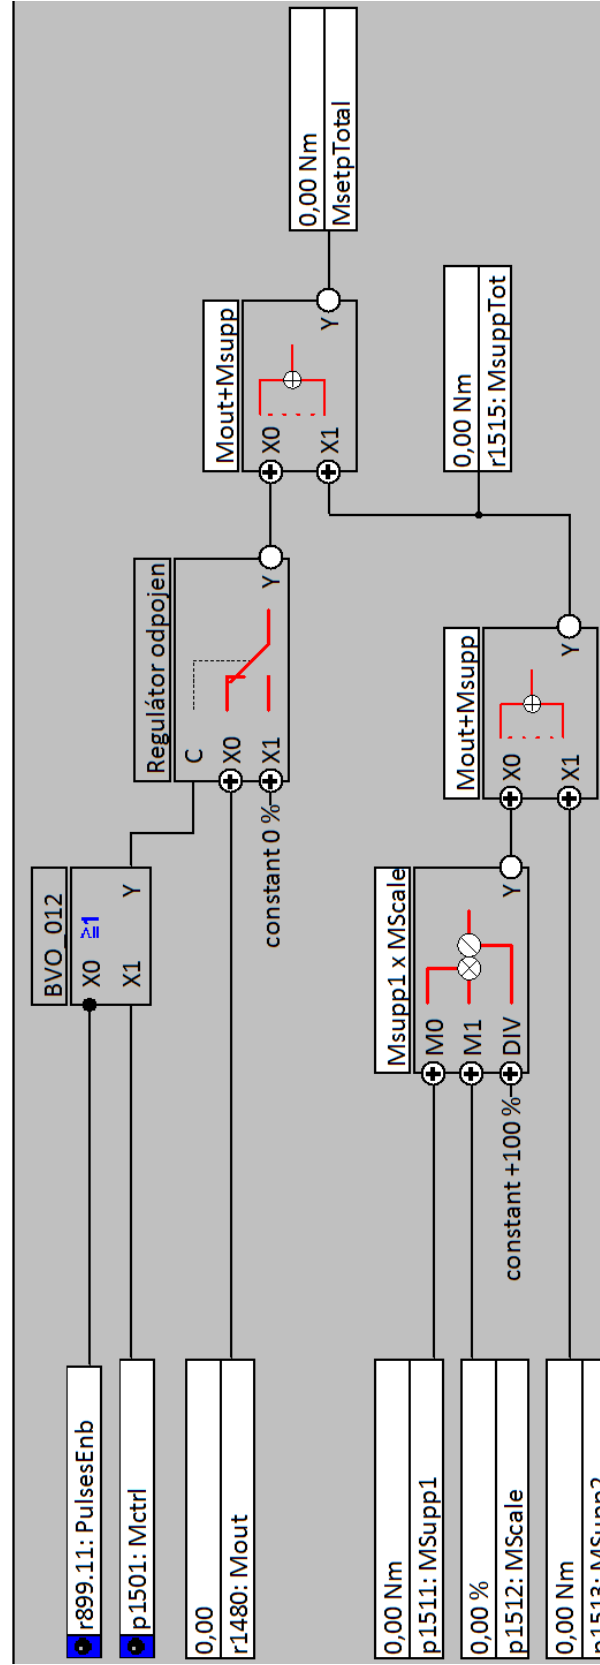 r899.11: PulsesEnb
p1501: Mctrl
0,00
r1480: Mout
BVO_012
X0
≥1
X1
Y
Regulátor odpojen
C
X0
X1
Y
constant 0 %
Mout+Msupp
X0
X1
Y
0,00 Nm
MsetpTotal
0,00 Nm
p1511: MSupp1
0,00 %
p1512: MScale
0,00 Nm
p1513: MSupp2
Msupp1 x MScale
M0
M1
DIV
Y
constant +100 %
Mout+Msupp
X0
X1
Y
0,00 Nm
r1515: MsuppTot